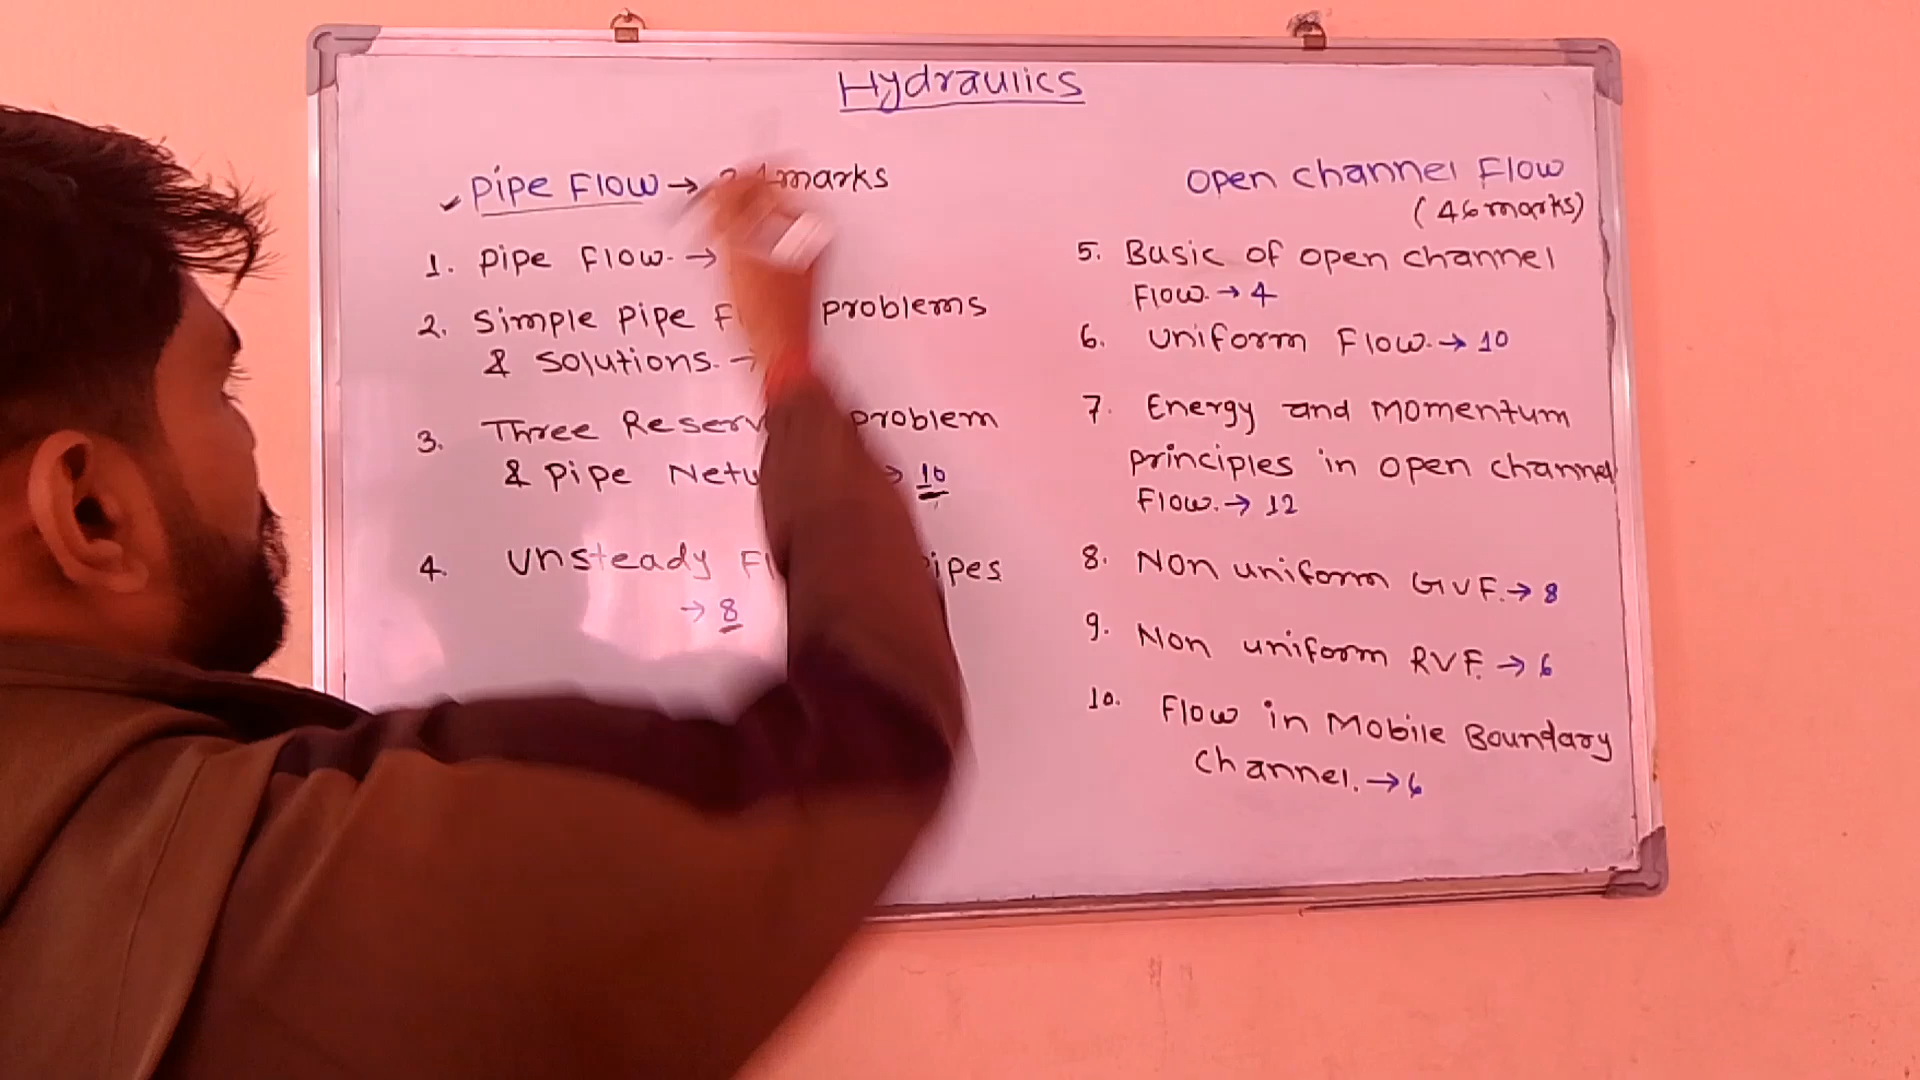 Hydraulics
Pipe Flow → marks
1. Pipe Flow. →
2. Simple Pipe problems
& Solutions. →
3. Three problem
& Pipe → 10
4. Unsteady
→ 8
Open Channel Flow
(46 marks)
5. Basic of open channel
Flow. → 4
6. Uniform Flow. → 10
7. Energy and Momentum
principles in open channel
Flow. → 12
8. Non uniform GVF. → 8
9. Non uniform RVF. → 6
10. Flow in Mobile Boundary
Channel. → 6